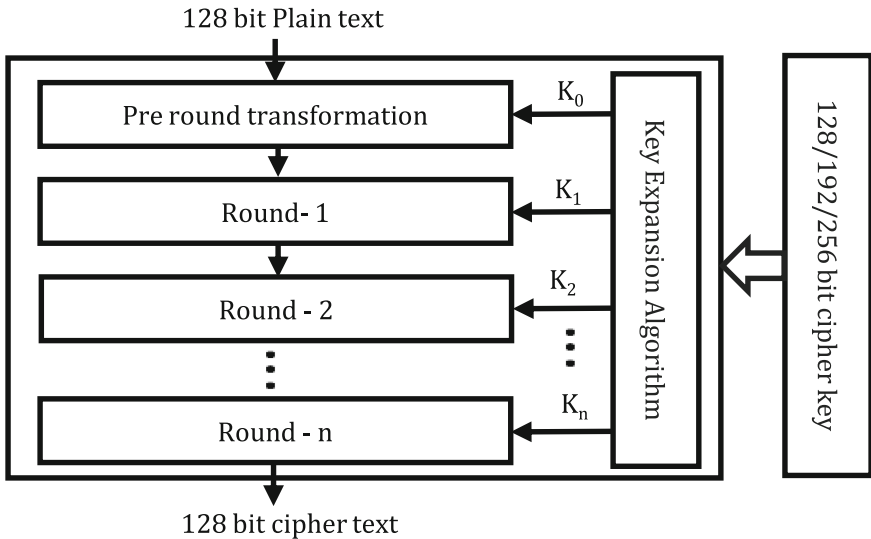 128 bit Plain text
Pre round transformation
K₀
Round- 1
K₁
Round - 2
K₂
Round - n
Kₙ
Key Expansion Algorithm
128/192/256 bit cipher key
128 bit cipher text